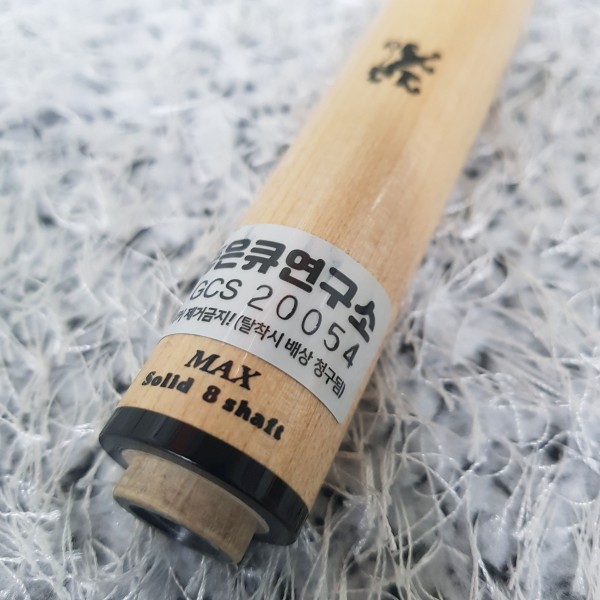 은큐연구소
GCS 20054
제거금지! (탈착시 배상 청구됨)
MAX
Solid 8 shaft